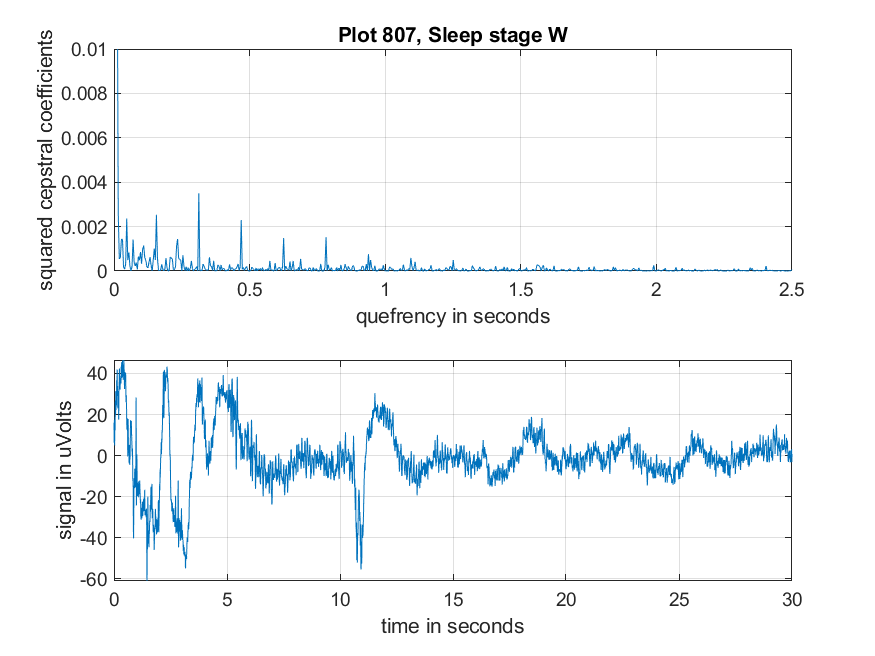 Plot 807, Sleep stage W
squared cepstral coefficients
0.01
0.008
0.006
0.004
0.002
0
0 0.5 1 1.5 2 2.5
quefrency in seconds
signal in uVolts
40
20
0
-20
-40
-60
0 5 10 15 20 25 30
time in seconds